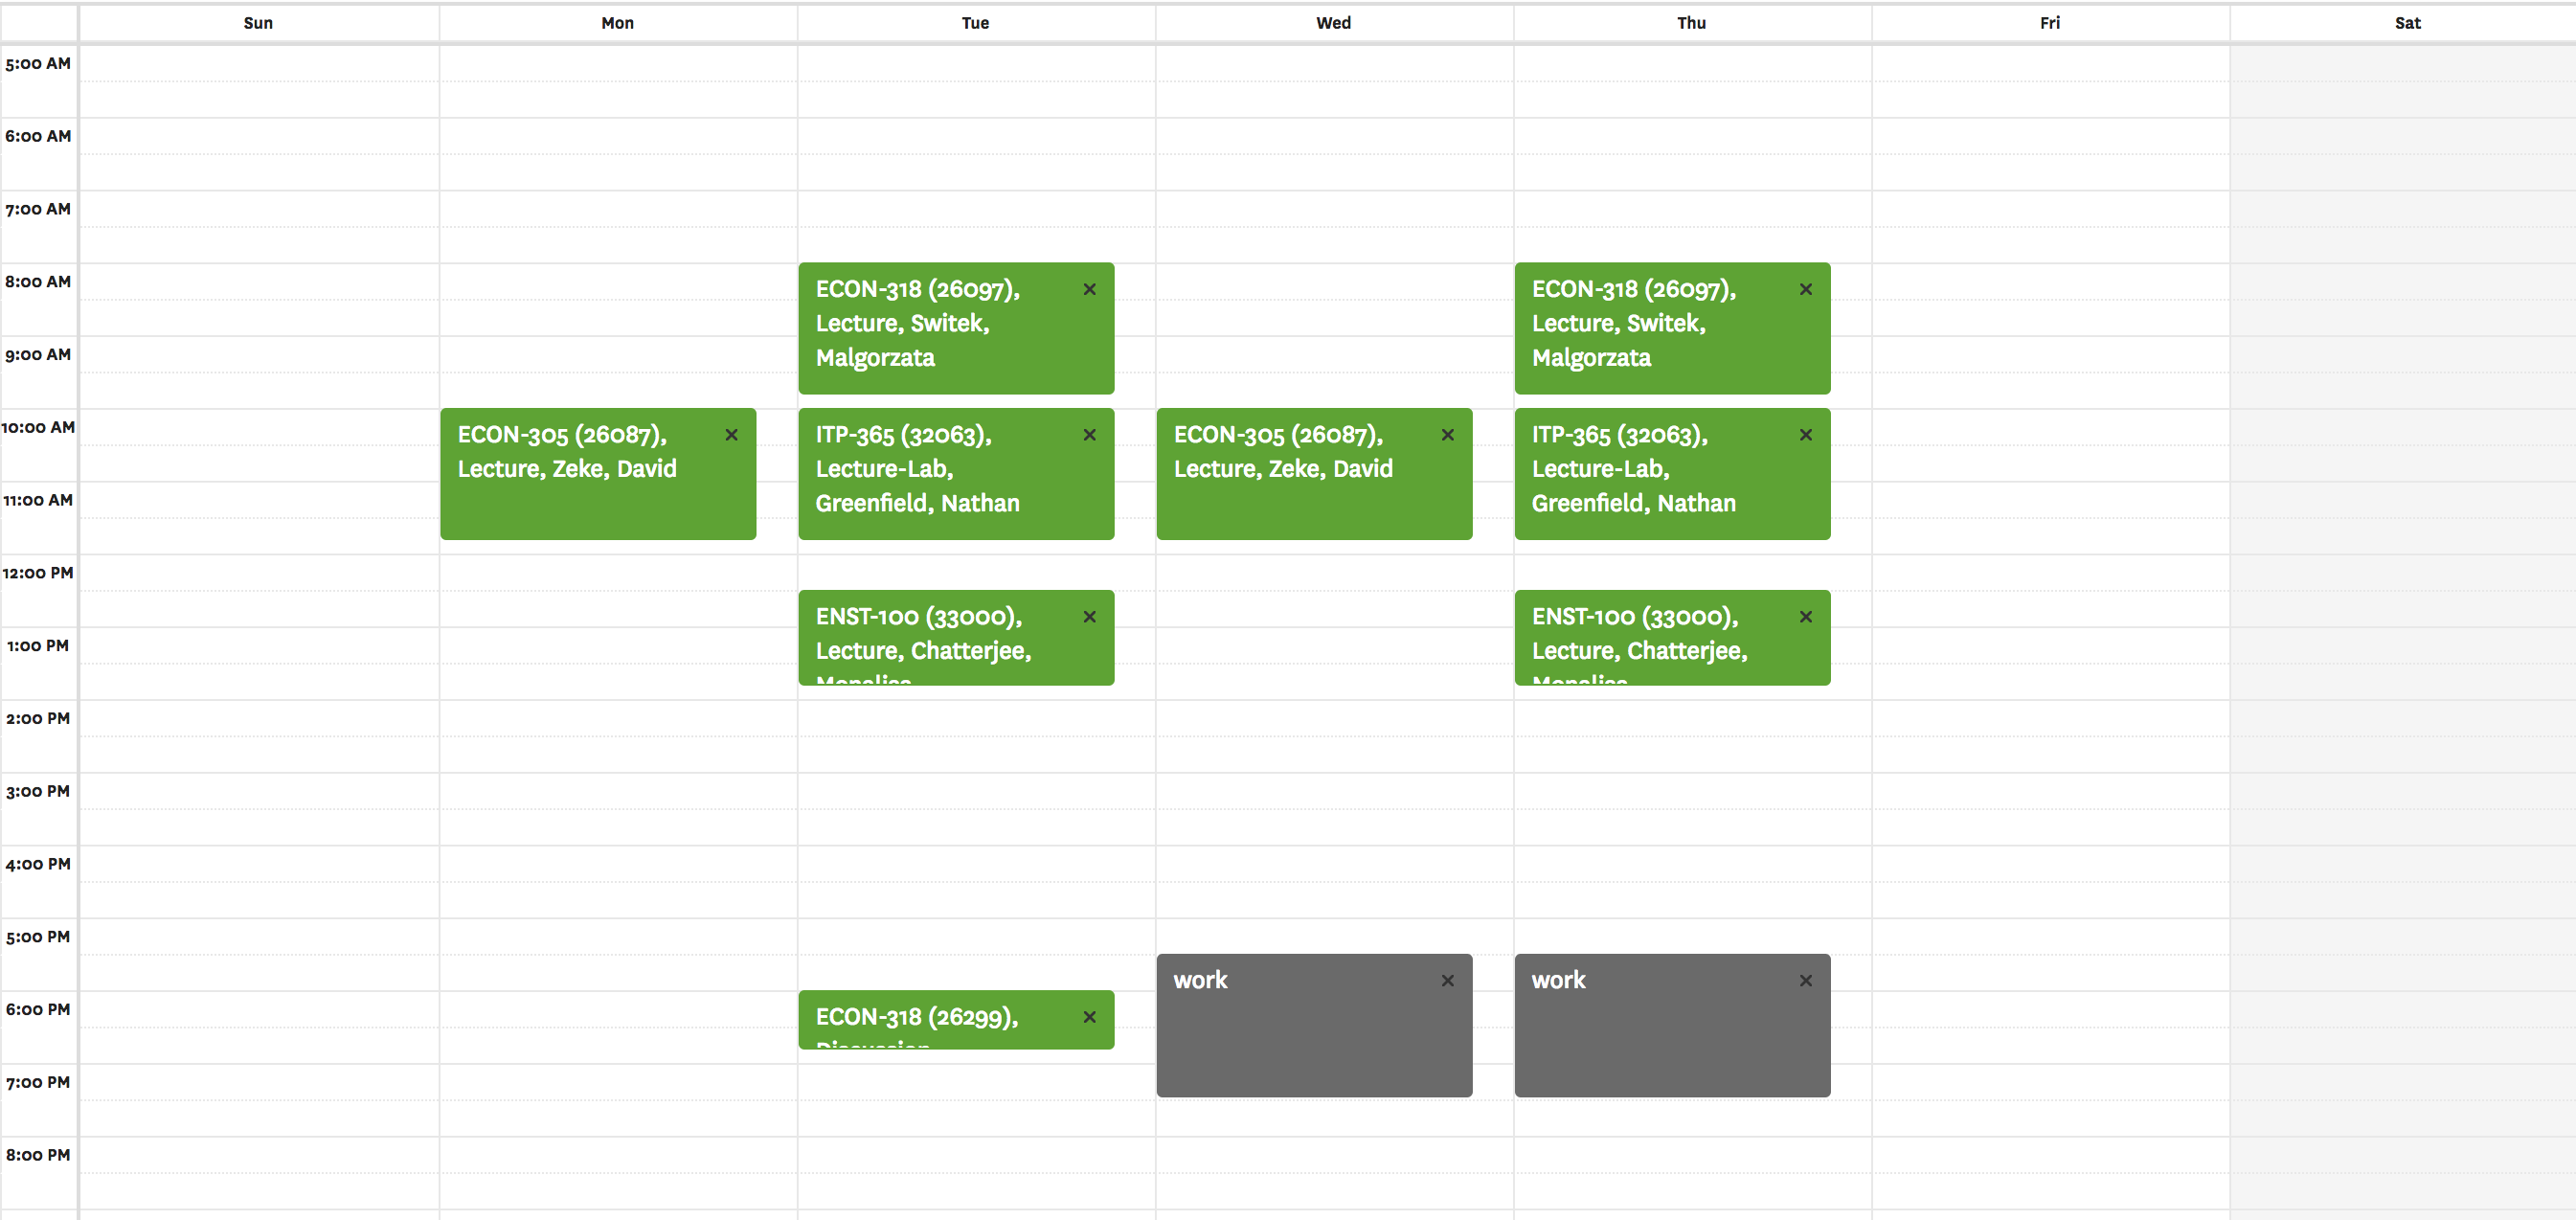 Sun Mon Tue Wed Thu Fri Sat
5:00 AM
6:00 AM
7:00 AM
8:00 AM
ECON-318 (26097), ×
Lecture, Switek,
Malgorzata
ECON-318 (26097), ×
Lecture, Switek,
Malgorzata
9:00 AM
10:00 AM
ECON-305 (26087), ×
Lecture, Zeke, David
ITP-365 (32063), ×
Lecture-Lab,
Greenfield, Nathan
ECON-305 (26087), ×
Lecture, Zeke, David
ITP-365 (32063), ×
Lecture-Lab,
Greenfield, Nathan
11:00 AM
12:00 PM
ENST-100 (33000), ×
Lecture, Chatterjee,
ENST-100 (33000), ×
Lecture, Chatterjee,
1:00 PM
2:00 PM
3:00 PM
4:00 PM
5:00 PM
work ×
work ×
6:00 PM
ECON-318 (26299), ×
7:00 PM
8:00 PM